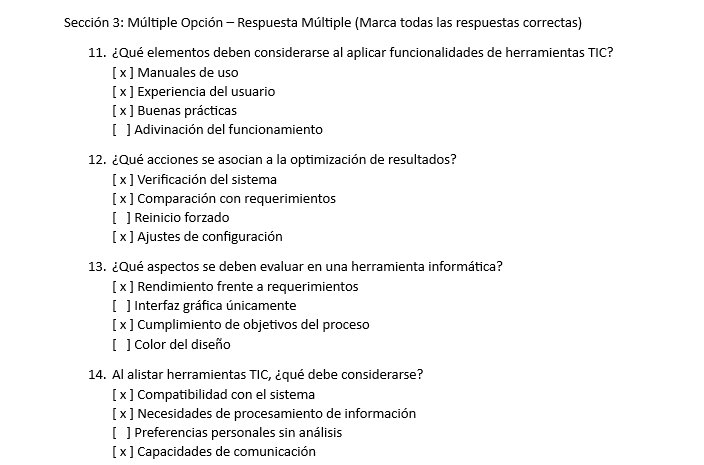 Sección 3: Múltiple Opción – Respuesta Múltiple (Marca todas las respuestas correctas)
11. ¿Qué elementos deben considerarse al aplicar funcionalidades de herramientas TIC?
[ x ] Manuales de uso
[ x ] Experiencia del usuario
[ x ] Buenas prácticas
[  ] Adivinación del funcionamiento
12. ¿Qué acciones se asocian a la optimización de resultados?
[ x ] Verificación del sistema
[ x ] Comparación con requerimientos
[  ] Reinicio forzado
[ x ] Ajustes de configuración
13. ¿Qué aspectos se deben evaluar en una herramienta informática?
[ x ] Rendimiento frente a requerimientos
[  ] Interfaz gráfica únicamente
[ x ] Cumplimiento de objetivos del proceso
[  ] Color del diseño
14. Al alistar herramientas TIC, ¿qué debe considerarse?
[ x ] Compatibilidad con el sistema
[ x ] Necesidades de procesamiento de información
[  ] Preferencias personales sin análisis
[ x ] Capacidades de comunicación